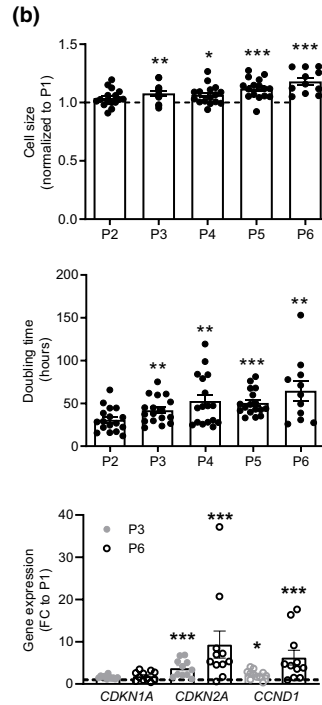 (b)
Cell size
(normalized to P1)
1.5
1.0
1.0
0.0
** * *** ***
P2 P3 P4 P5 P6
Doubling time
(hours)
200
150
100
50
0
** ** *** **
P2 P3 P4 P5 P6
Gene expression
(FC to P1)
40
30
20
10
0
P3
P6
*** *** * ***
CDKN1A CDKN2A CCND1